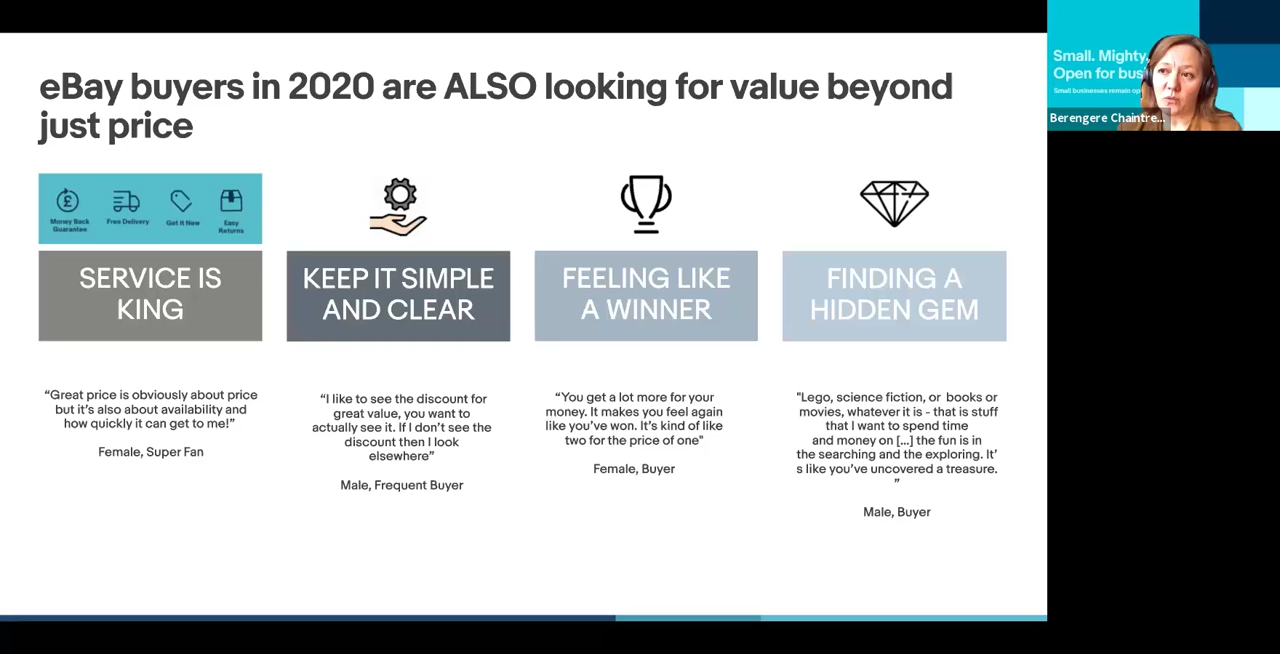 eBay buyers in 2020 are ALSO looking for value beyond
just price
Money Back
Guarantee
Free Delivery
Get It New
Easy
Returns
SERVICE IS
KING
KEEP IT SIMPLE
AND CLEAR
FEELING LIKE
A WINNER
FINDING A
HIDDEN GEM
“Great price is obviously about price
but it’s also about availability and
how quickly it can get to me!”
Female, Super Fan
“I like to see the discount for
great value, you want to
actually see it. If I don’t see the
discount then I look
elsewhere”
Male, Frequent Buyer
“You get a lot more for your
money. It makes you feel again
like you’ve won. It’s kind of like
two for the price of one"
Female, Buyer
"Lego, science fiction, or books or
movies, whatever it is - that is stuff
that I want to spend time
and money on [...] the fun is in
the searching and the exploring. It’
s like you’ve uncovered a treasure.
”
Male, Buyer
Small. Mighty.
Open for bus
Small businesses remain op
Berengere Chaintre...